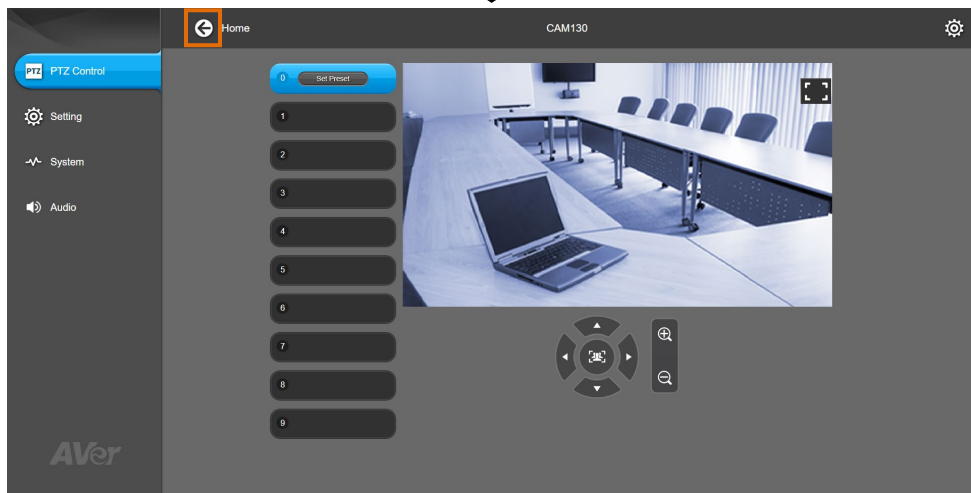 Home
CAM130
PTZ PTZ Control
Setting
System
Audio
0 Set Preset
1
2
3
4
5
6
7
8
9
AVer